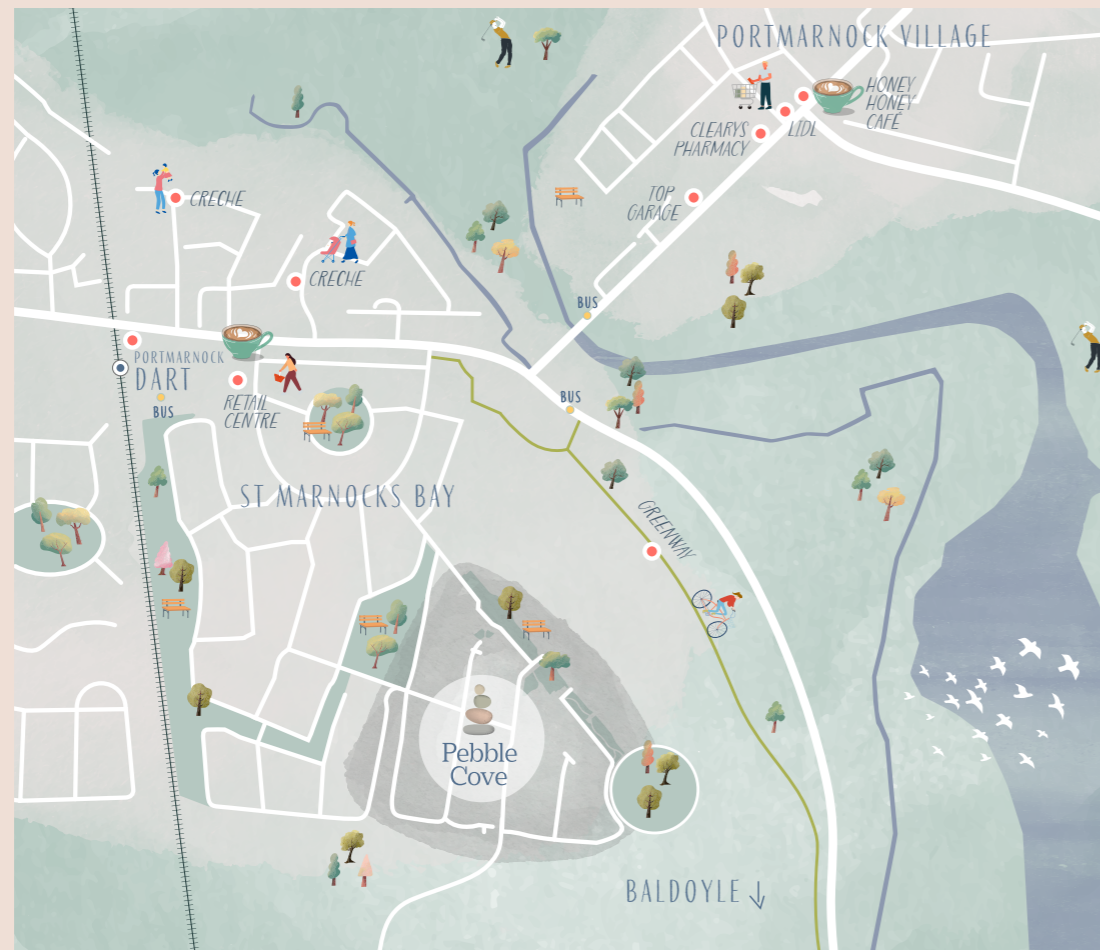 PORTMARNOCK VILLAGE
HONEY
HONEY
CAFÉ
CLEARYS
PHARMACY
LIDL
TOP
GARAGE
CRECHE
CRECHE
BUS
PORTMARNOCK
DART
BUS
RETAIL
CENTRE
BUS
ST MARNOCKS BAY
GREENWAY
Pebble
Cove
BALDOYLE